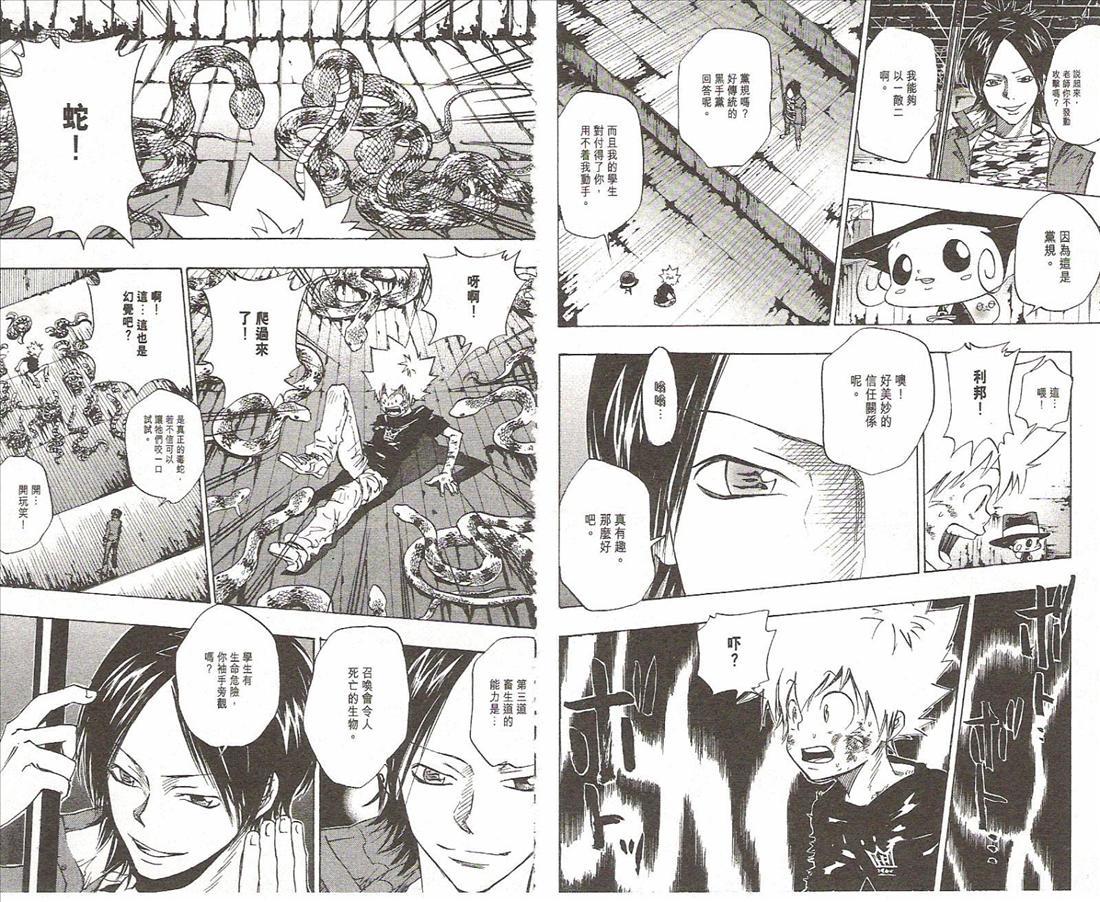 說起來，
老師你不發動
攻擊嗎？
我能夠
以一敵二
啊。
因為這是
黨規。
黨規嗎？
好傳統的
黑手黨
回答呢。
而且我的學生
對付得了你，
用不着我動手。
這…
喂！
利邦！
噢！
好美妙的
信任關係
呢。
嗡嗡…
真有趣。
那麼好
吧。
吓？
蛇！
呀啊！
爬過來
了！
啊！
這…這也是
幻覺吧？
是真正的毒蛇，
若不信可以
讓牠們咬一口
試試。
開…
開玩笑！
第三道
畜生道的
能力是…
召喚會令人
死亡的生物。
學生有
生命危險，
你袖手旁觀
嗎？